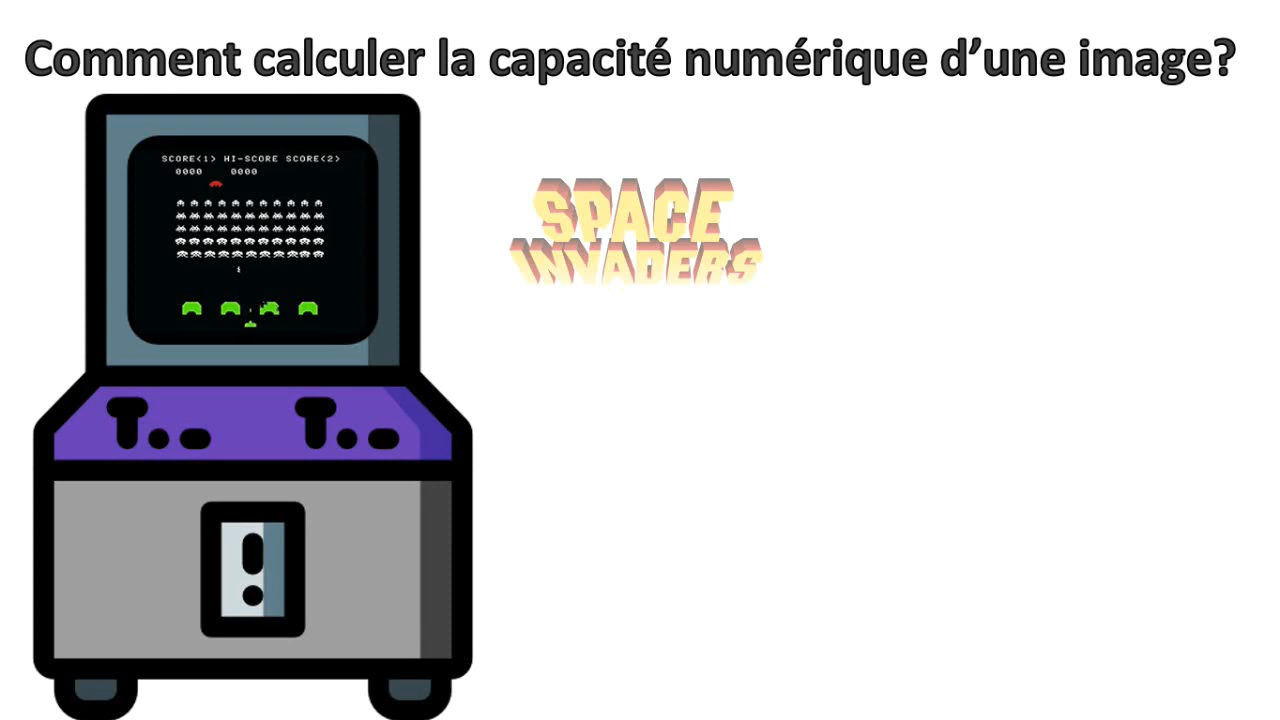 Comment calculer la capacité numérique d’une image?
SCORE<1> HI-SCORE SCORE<2>
0000 0000
SPACE
INVADERS